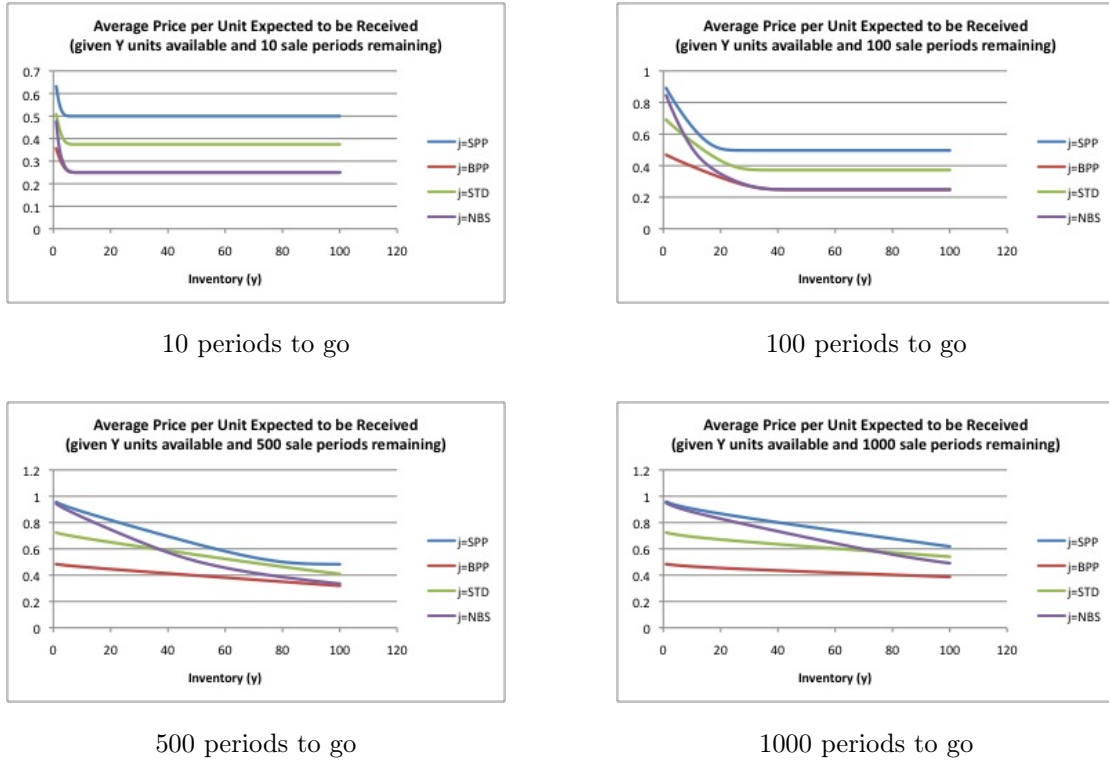 Average Price per Unit Expected to be Received
(given Y units available and 10 sale periods remaining)
0.7
0.6
0.5
0.4
0.3
0.2
0.1
0
0 20 40 60 80 100 120
Inventory (y)
j=SPP
j=BPP
j=STD
j=NBS
10 periods to go
Average Price per Unit Expected to be Received
(given Y units available and 100 sale periods remaining)
1
0.8
0.6
0.4
0.2
0
0 20 40 60 80 100 120
Inventory (y)
j=SPP
j=BPP
j=STD
j=NBS
100 periods to go
Average Price per Unit Expected to be Received
(given Y units available and 500 sale periods remaining)
1.2
1
0.8
0.6
0.4
0.2
0
0 20 40 60 80 100 120
Inventory (y)
j=SPP
j=BPP
j=STD
j=NBS
500 periods to go
Average Price per Unit Expected to be Received
(given Y units available and 1000 sale periods remaining)
1.2
1
0.8
0.6
0.4
0.2
0
0 20 40 60 80 100 120
Inventory (y)
j=SPP
j=BPP
j=STD
j=NBS
1000 periods to go